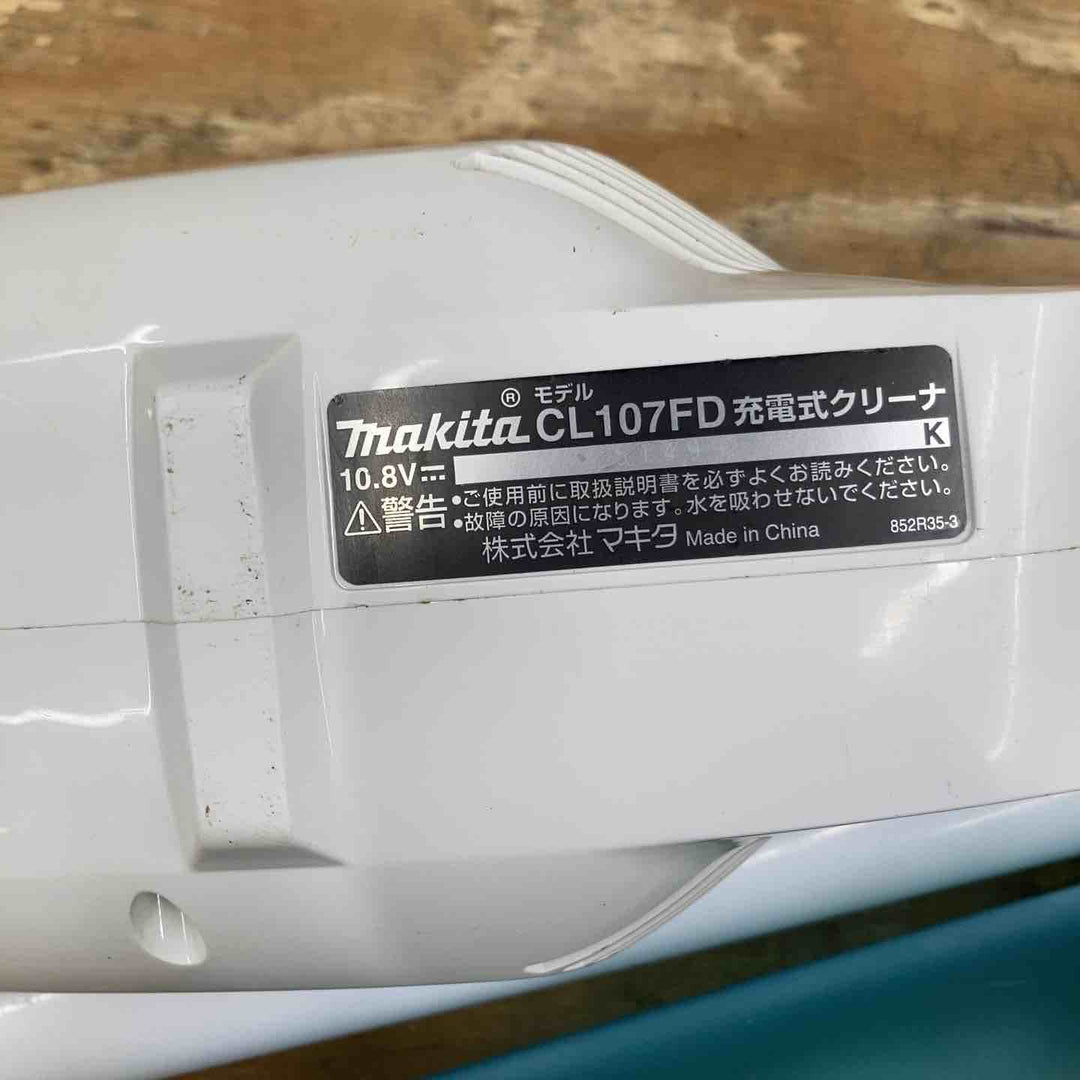 makita® モデル CL107FD 充電式クリーナ
10.8V K
⚠警告 •ご使用前に取扱説明書を必ずよくお読みください。
•故障の原因になります。水を吸わせないでください。
株式会社 マキタ Made in China 852R35-3